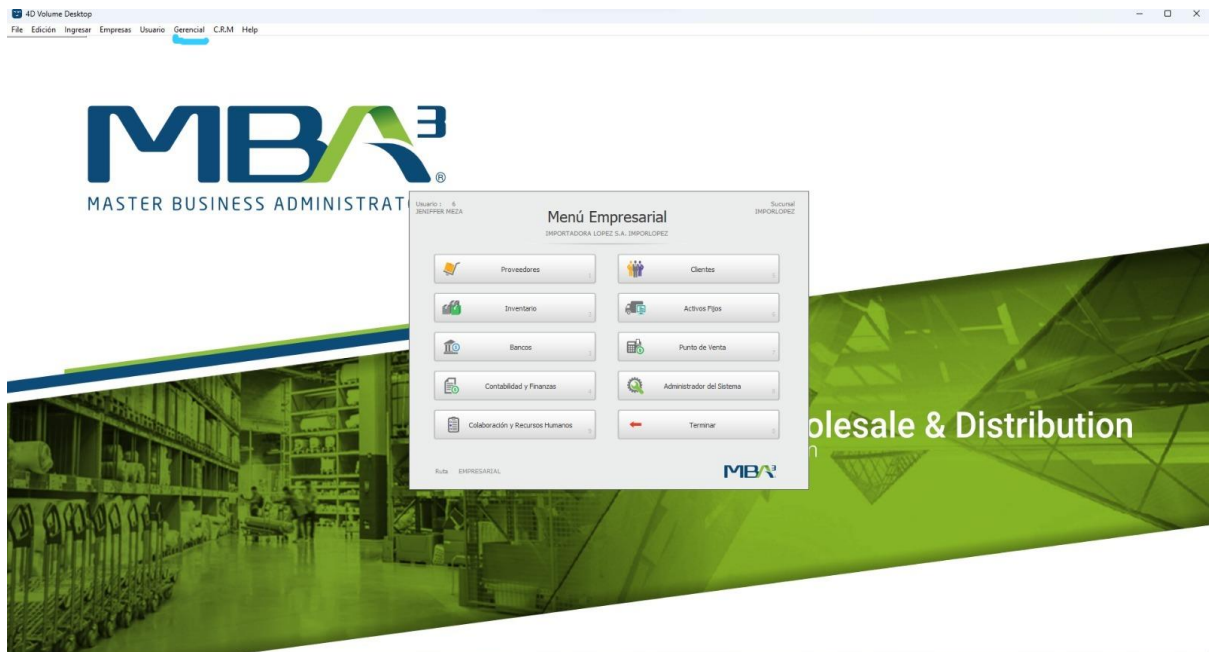 4D Volume Desktop
File Edición Ingresar Empresas Usuario Gerencial C.R.M Help
MBA3®
MASTER BUSINESS ADMINISTRAT
Usuario : 6
JENIFFER MEZA
Sucursal
IMPORLOPEZ
Menú Empresarial
IMPORTADORA LOPEZ S.A. IMPORLOPEZ
Proveedores
Clientes
Inventario
Activos Fijos
Bancos
Punto de Venta
Contabilidad y Finanzas
Administrador del Sistema
Colaboración y Recursos Humanos
Terminar
Ruta EMPRESARIAL
MBA3
olesale & Distribution
n